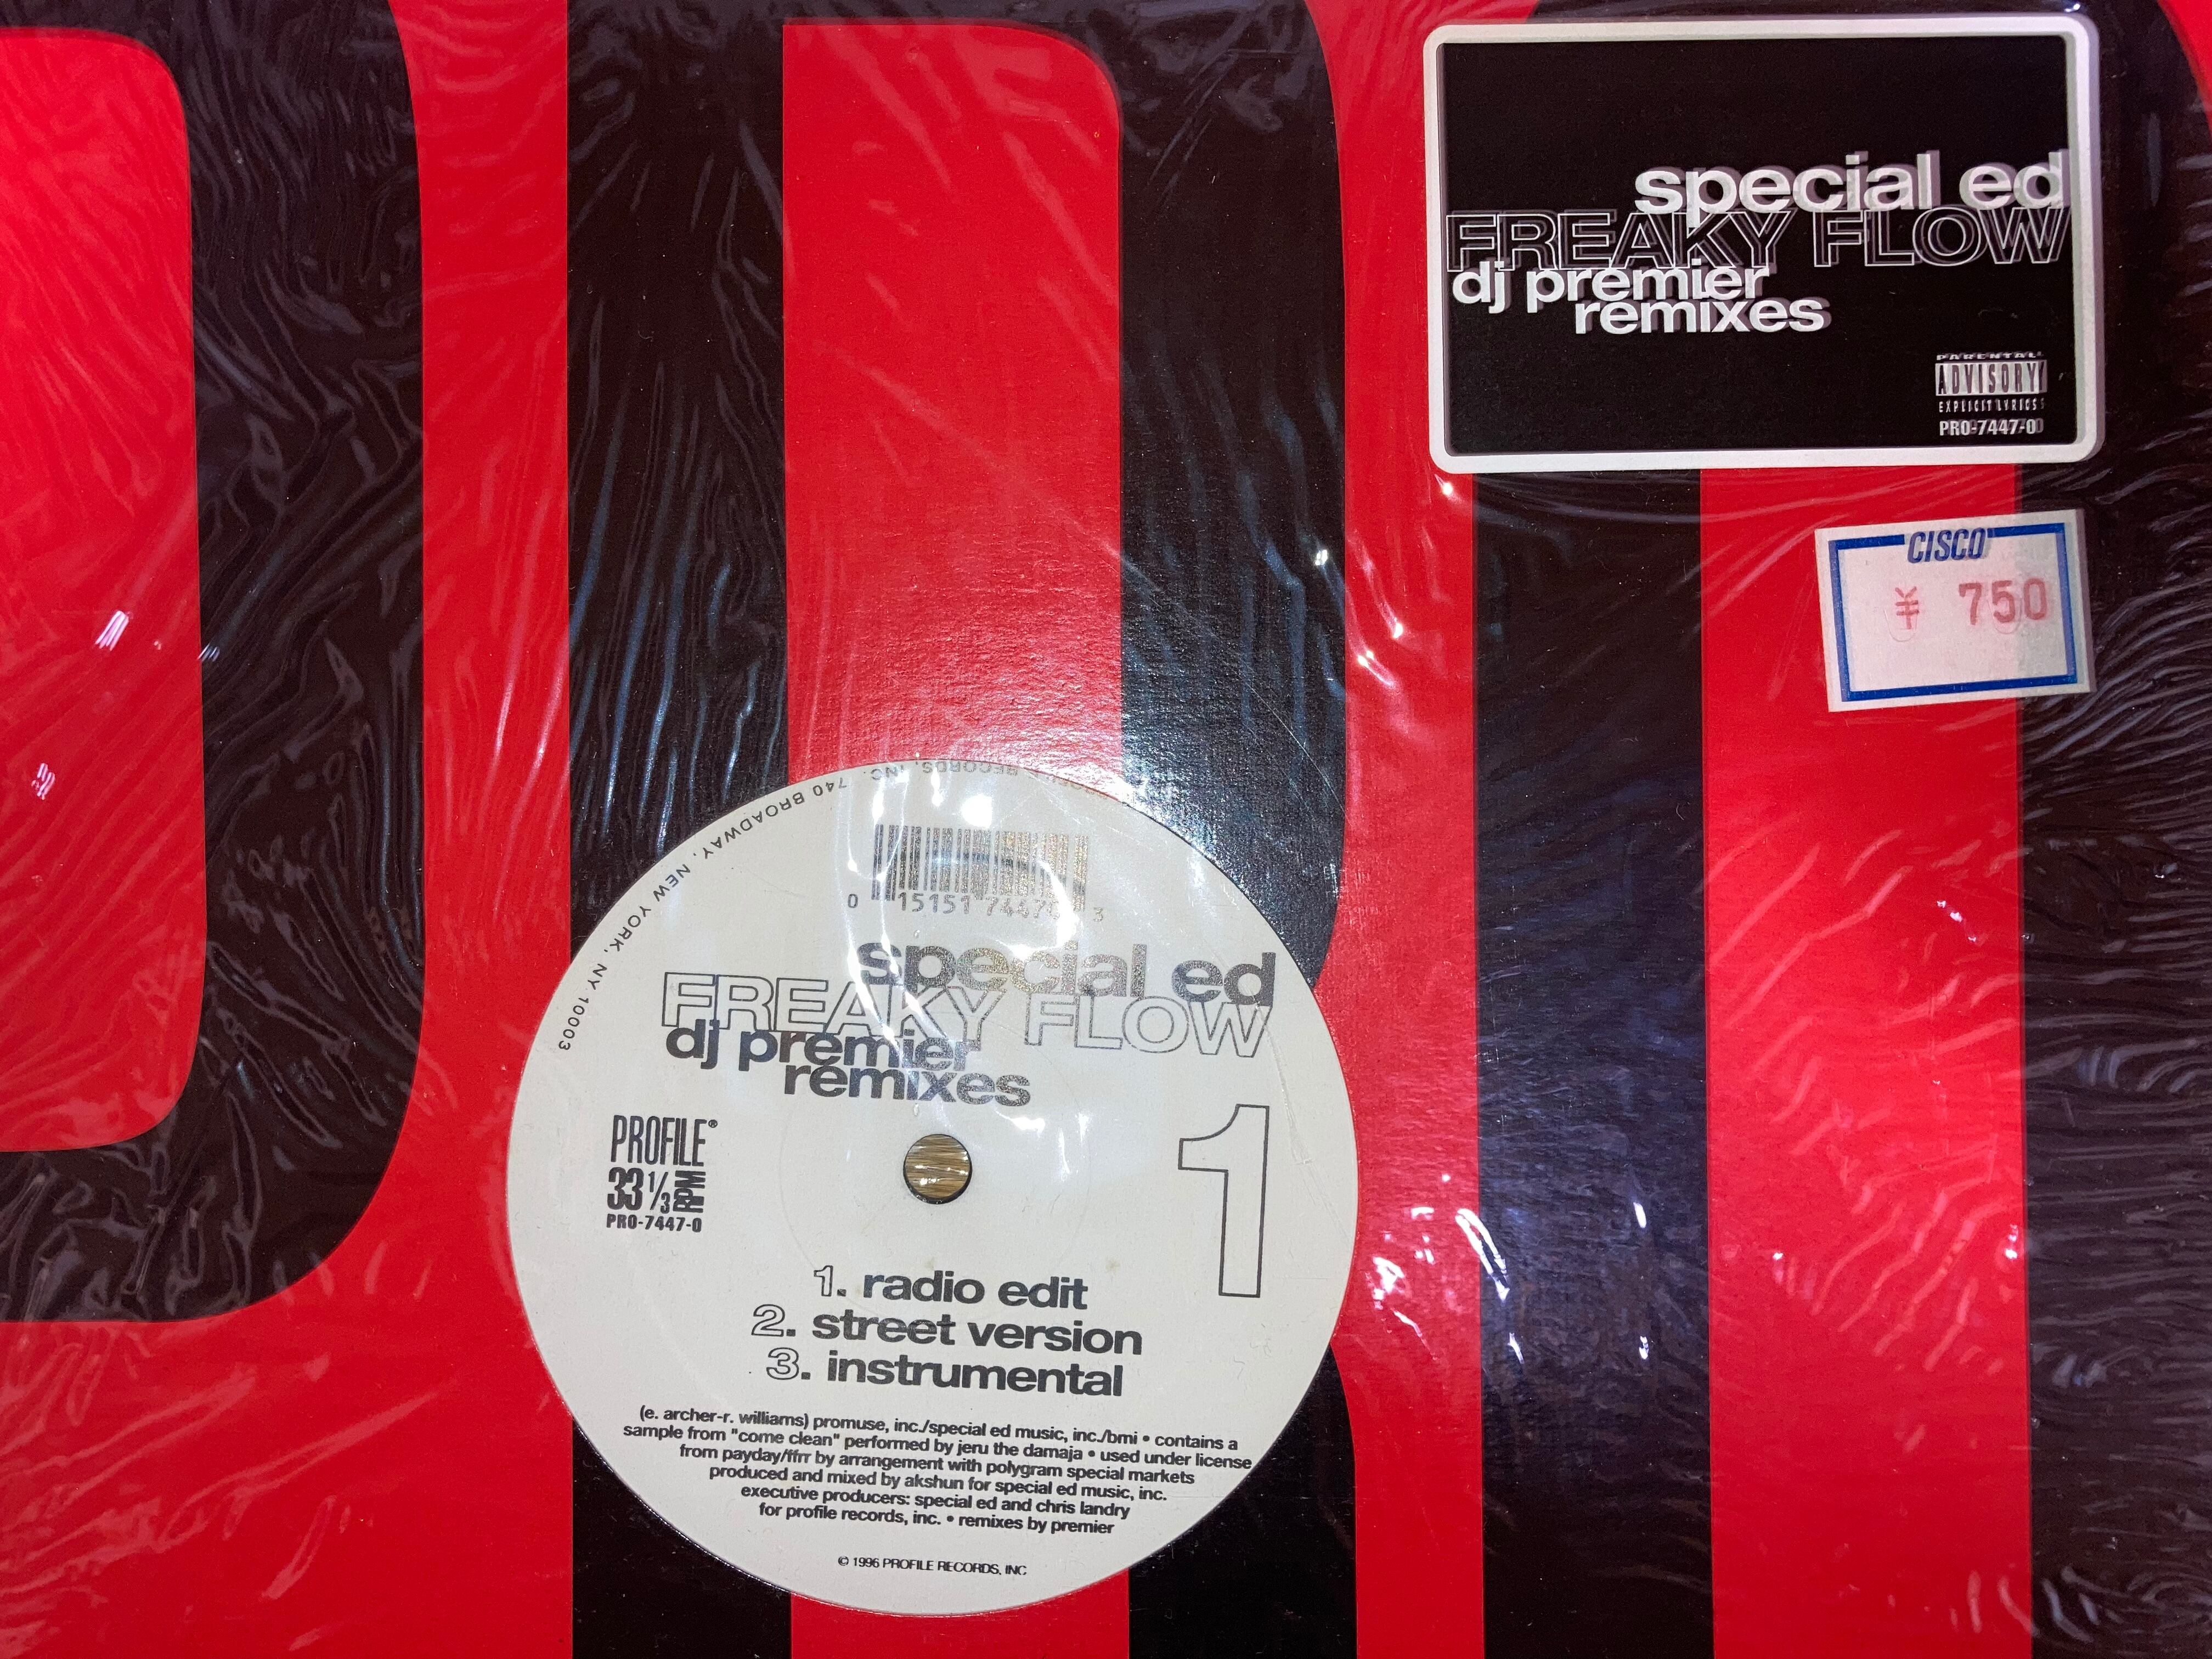 special ed
FREAKY FLOW
dj premier
remixes
PARENTAL
ADVISORY
EXPLICIT LYRICS
PRO-7447-0
CISCO
¥ 750
RECORDS, INC. 740 BROADWAY, NEW YORK, NY 10003
0 15151 3
special ed
FREAKY FLOW
dj premier
remixes
PROFILE®
33 1/3 RPM
PRO-7447-0
1
1. radio edit
2. street version
3. instrumental
(e. archer-r. williams) promuse, inc./special ed music, inc./bmi • contains a
sample from "come clean" performed by jeru the damaja • used under license
from payday/ffrr by arrangement with polygram special markets
produced and mixed by akshun for special ed music, inc.
executive producers: special ed and chris landry
for profile records, inc. • remixes by premier
© 1996 PROFILE RECORDS, INC